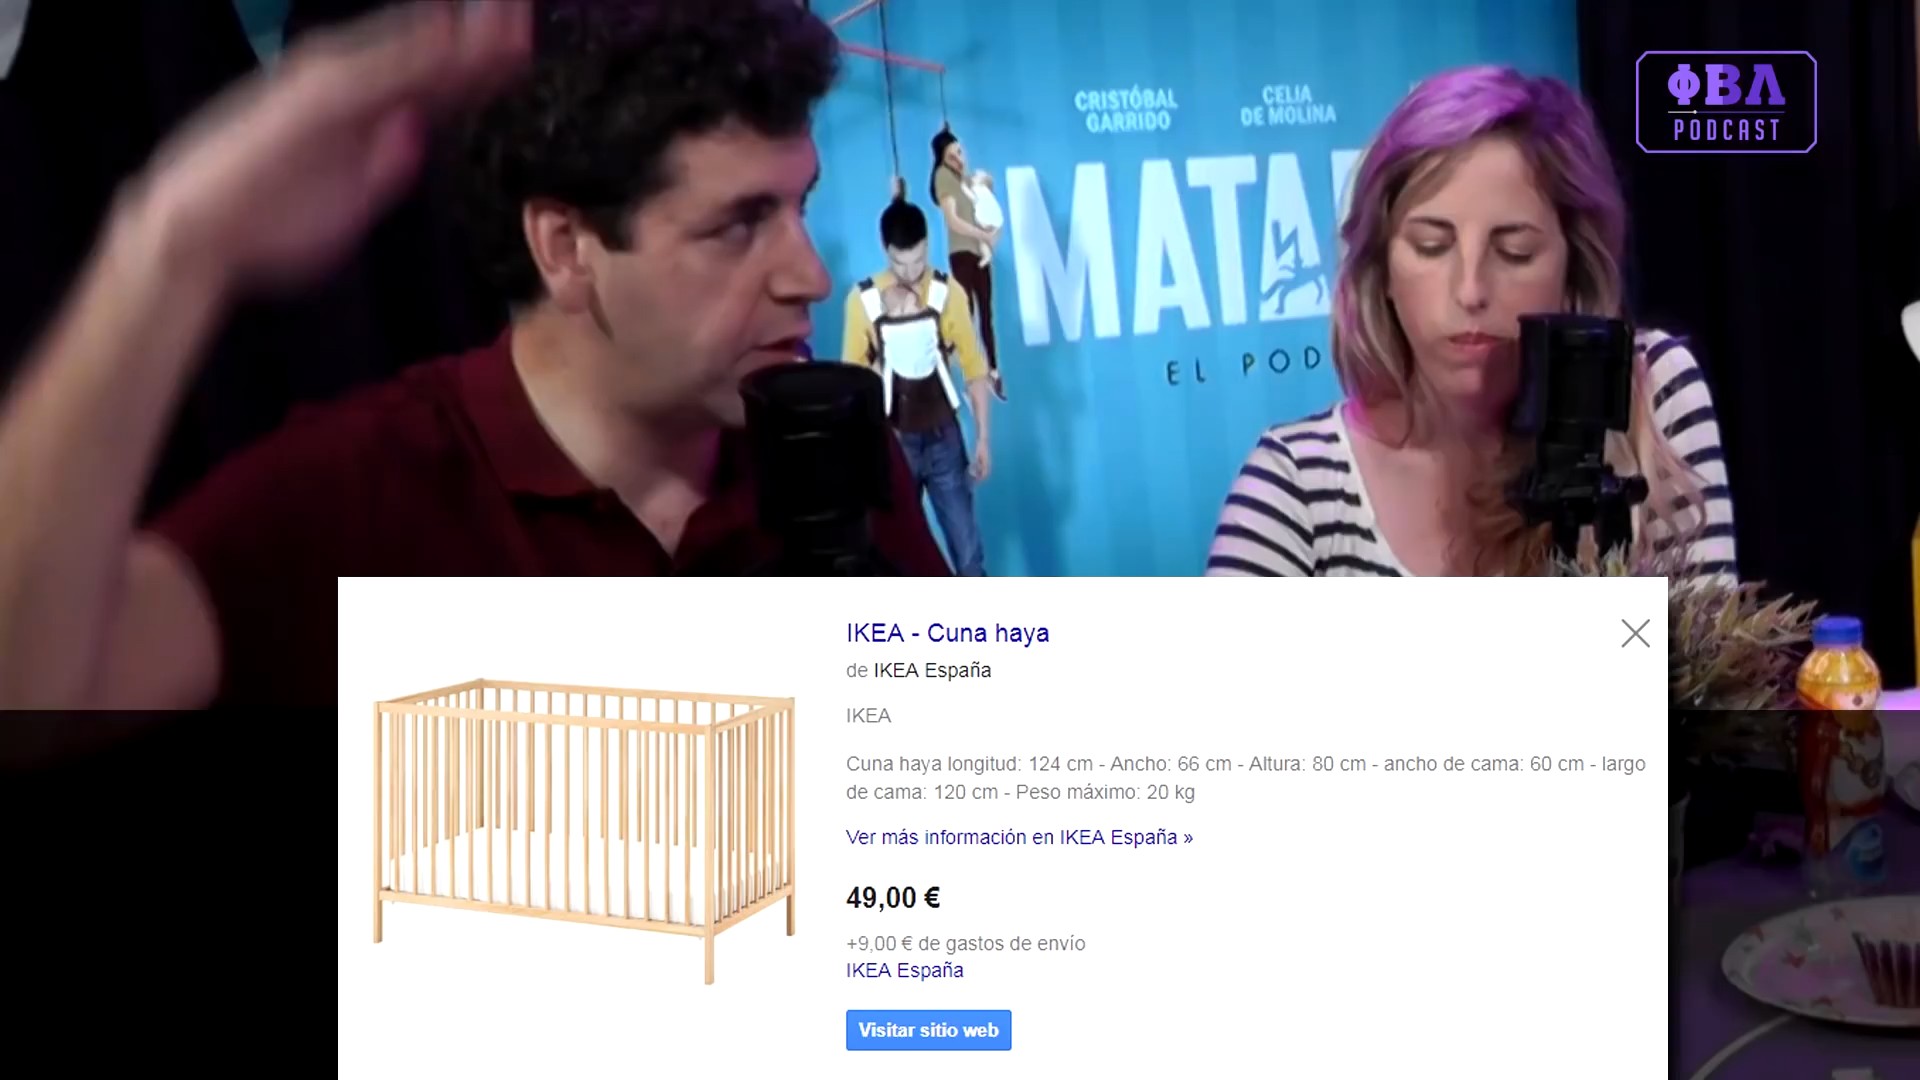 CRISTÓBAL
GARRIDO
CELIA
DE MOLINA
ΦBΛ
PODCAST
MATA
EL POD
IKEA - Cuna haya
de IKEA España
IKEA
Cuna haya longitud: 124 cm - Ancho: 66 cm - Altura: 80 cm - ancho de cama: 60 cm - largo
de cama: 120 cm - Peso máximo: 20 kg
Ver más información en IKEA España »
49,00 €
+9,00 € de gastos de envío
IKEA España
Visitar sitio web